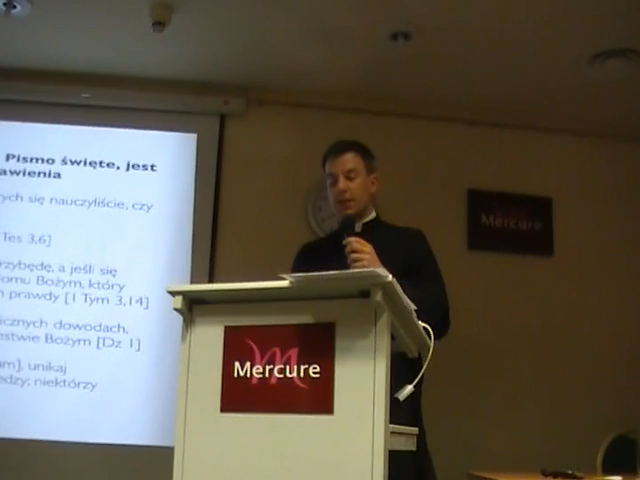 Pismo święte, jest
awienia
ych się nauczyliście, czy
Tes 3,6]
rzybędę, a jeśli się
omu Bożym, który
n prawdy [1 Tym 3,14]
icznych dowodach,
estwie Bożym [Dz 1]
um], unikaj
edzy; niektórzy
Mercure
Mercure